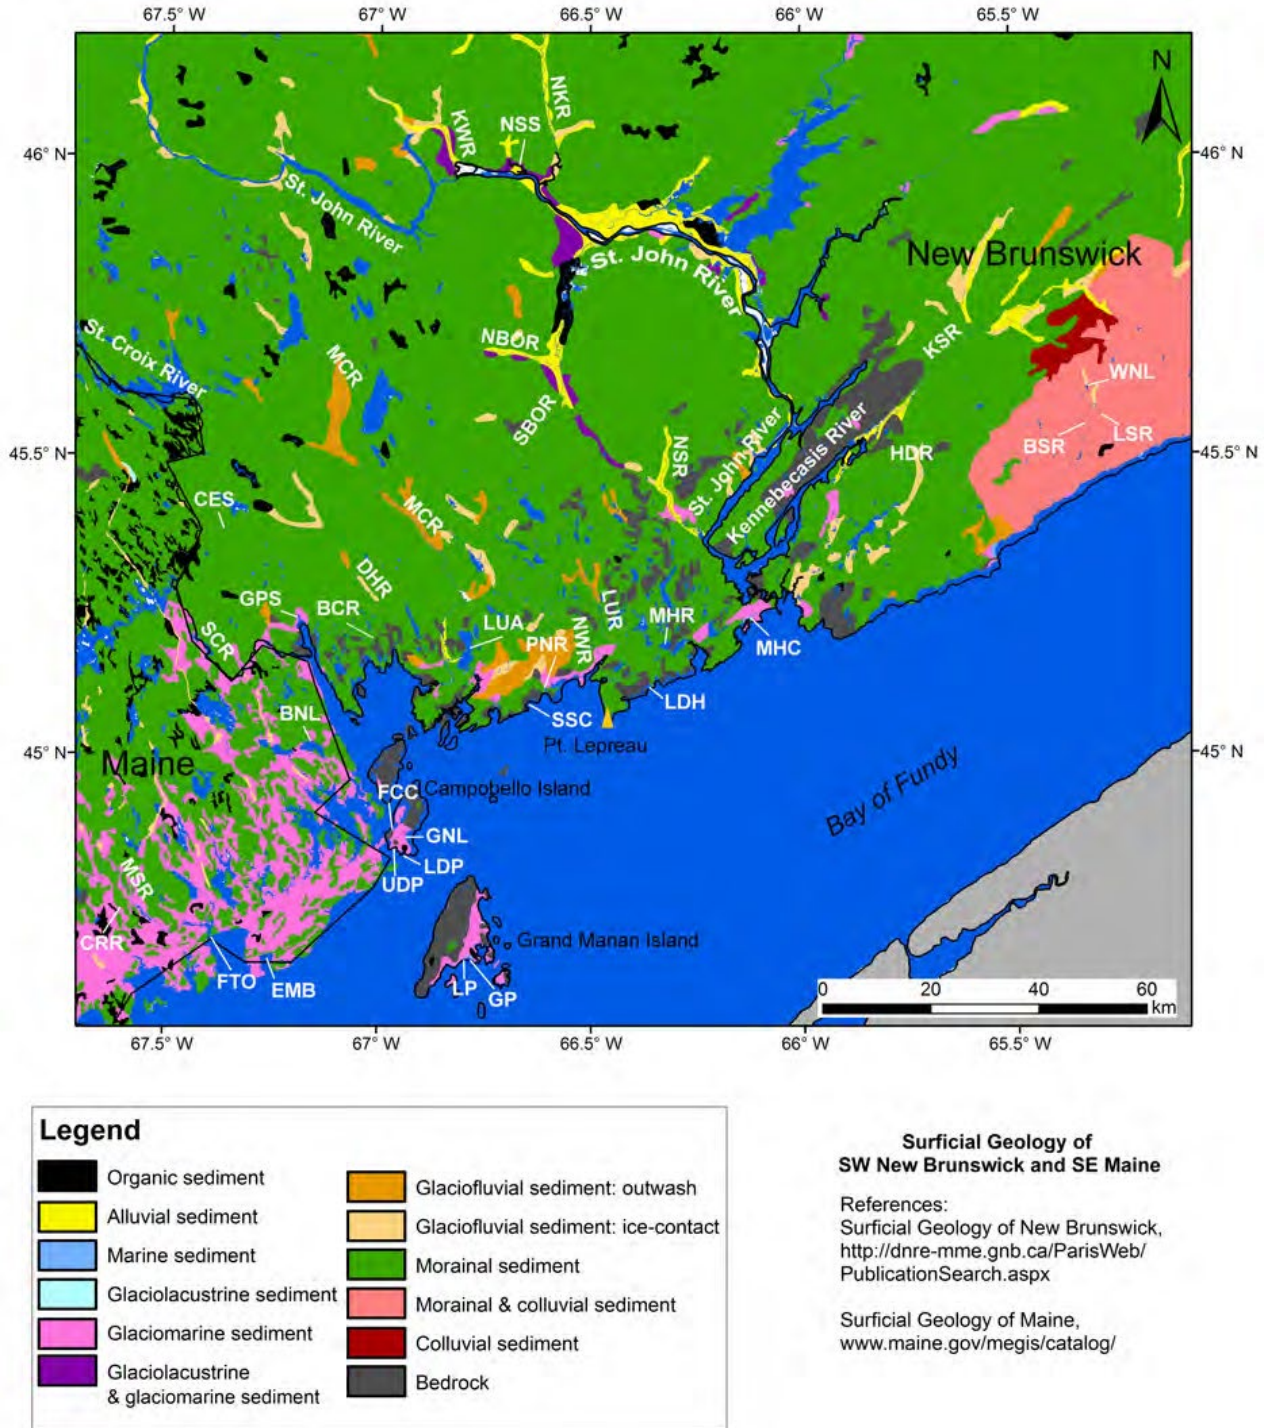 67.5° W 67° W 66.5° W 66° W 65.5° W
N
NKR
KWR
NSS
46° N
46° N
St. John River
New Brunswick
St. John River
St. Croix River
NBOR
MCR
KSR
WNL
SBOR
NSR
St. John River
Kennebecasis River
HDR
BSR
LSR
45.5° N
45.5° N
CES
MCR
DHR
GPS
BCR
LUA
LUR
MHR
SCR
PNR
NWR
MHC
BNL
SSC
LDH
Pt. Lepreau
45° N
45° N
Maine
FCC
Campobello Island
Bay of Fundy
GNL
LDP
UDP
MSR
CRR
Grand Manan Island
FTO
EMB
LP
GP
0 20 40 60
km
67.5° W 67° W 66.5° W 66° W 65.5° W
Legend
Organic sediment
Alluvial sediment
Marine sediment
Glaciolacustrine sediment
Glaciomarine sediment
Glaciolacustrine
& glaciomarine sediment
Glaciofluvial sediment: outwash
Glaciofluvial sediment: ice-contact
Morainal sediment
Morainal & colluvial sediment
Colluvial sediment
Bedrock
Surficial Geology of
SW New Brunswick and SE Maine
References:
Surficial Geology of New Brunswick,
http://dnre-mme.gnb.ca/ParisWeb/
PublicationSearch.aspx
Surficial Geology of Maine,
www.maine.gov/megis/catalog/